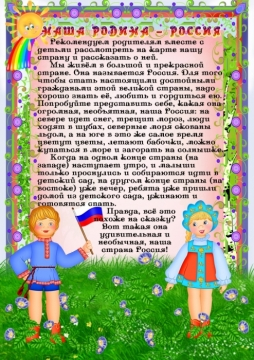 НАША РОДИНА – РОССИЯ
Рекомендуем родителям вместе с
детьми рассмотреть на карте нашу
страну и рассказать о ней.
Мы живём в большой и прекрасной
стране. Она называется Россия. Для того
чтобы стать настоящими достойными
гражданами этой великой страны, надо
хорошо знать её, любить и гордиться ею.
Попробуйте представить себе, какая она
огромная, необъятная, наша Россия: на
севере идет снег, трещит мороз, люди
ходят в шубах, северные моря скованы
льдом, а на юге в это же самое время
цветут цветы, летают бабочки, можно
купаться в море и загорать на солнышке.
Когда на одном конце страны (на
западе) наступает утро, и малыши
только проснулись и собираются идти в
детский сад, на другом конце страны (на
востоке) уже вечер, ребята уже пришли
домой из детского сада, ужинают и
готовятся спать.
Правда, всё это
похоже на сказку?
Вот такая она
удивительная и
необычная, наша
страна Россия!